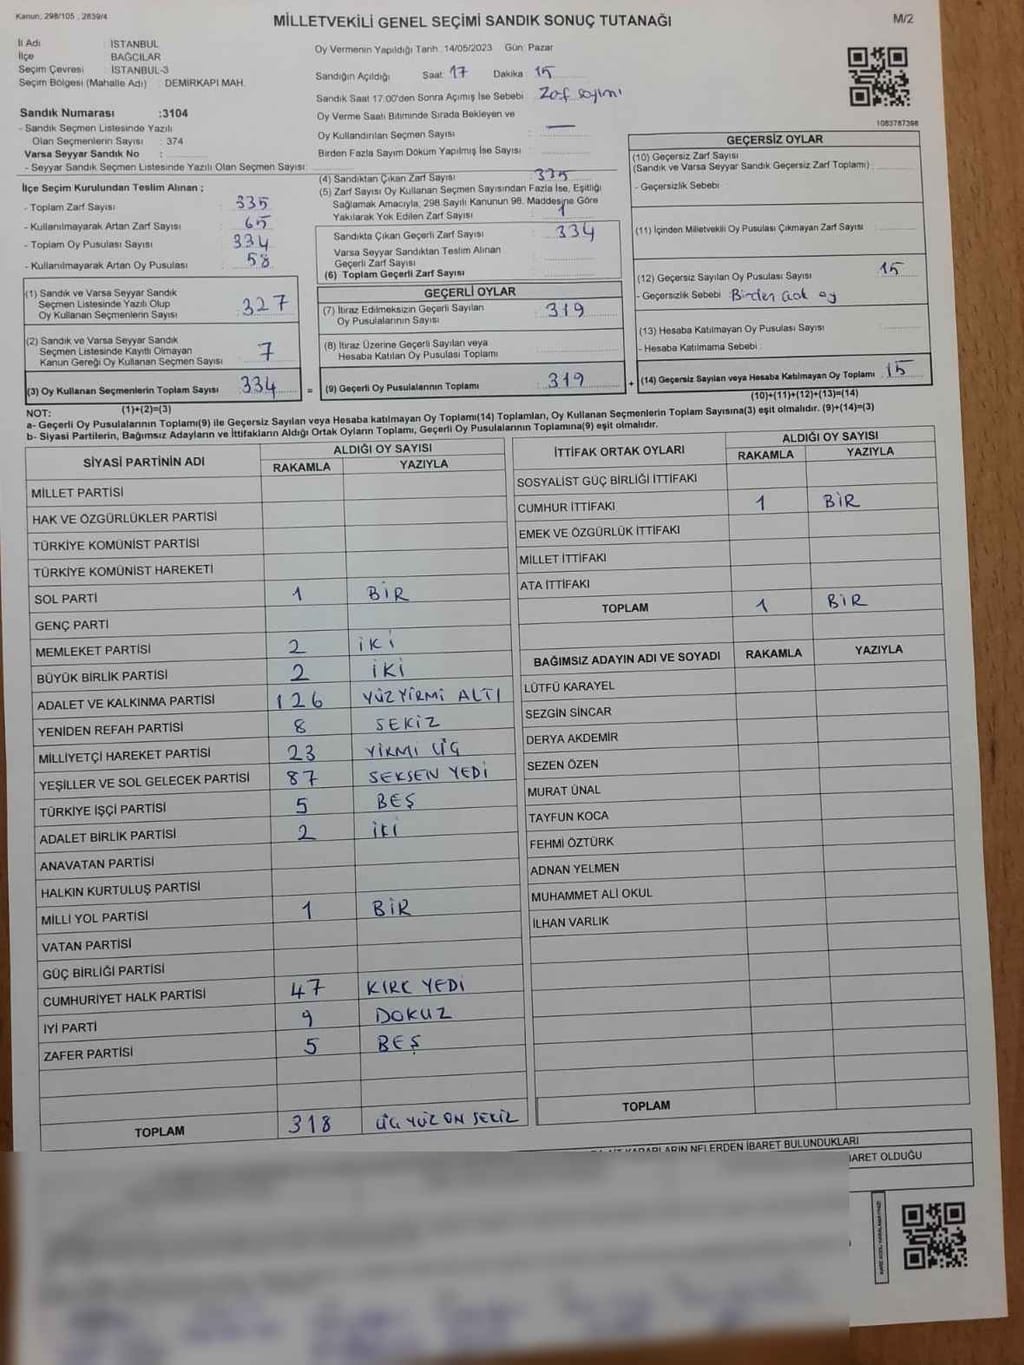 Kanun, 298/105 , 2839/4
MİLLETVEKİLİ GENEL SEÇİMİ SANDIK SONUÇ TUTANAĞI
M/2
İl Adı : İSTANBUL
İlçe : BAĞCILAR
Seçim Çevresi : İSTANBUL-3
Seçim Bölgesi (Mahalle Adı) : DEMİRKAPI MAH.
Sandık Numarası :3104
- Sandık Seçmen Listesinde Yazılı
Olan Seçmenlerin Sayısı : 374
Varsa Seyyar Sandık No :
- Seyyar Sandık Seçmen Listesinde Yazılı Olan Seçmen Sayısı :
Oy Vermenin Yapıldığı Tarih :14/05/2023 Gün: Pazar
Sandığın Açıldığı Saat: 17 Dakika : 15
Sandık Saat 17.00'den Sonra Açımış İse Sebebi : Zarf sayımı
Oy Verme Saati Bitiminde Sırada Bekleyen ve
Oy Kullandırılan Seçmen Sayısı : —
Birden Fazla Sayım Döküm Yapılmış İse Sayısı :
1083787398
İlçe Seçim Kurulundan Teslim Alınan ;
- Toplam Zarf Sayısı : 335
- Kullanılmayarak Artan Zarf Sayısı : 65
- Toplam Oy Pusulası Sayısı : 334
- Kullanılmayarak Artan Oy Pusulası : 58
(1) Sandık ve Varsa Seyyar Sandık
Seçmen Listesinde Yazılı Olup
Oy Kullanan Seçmenlerin Sayısı : 327
(2) Sandık ve Varsa Seyyar Sandık
Seçmen Listesinde Kayıtlı Olmayan
Kanun Gereği Oy Kullanan Seçmen Sayısı : 7
(3) Oy Kullanan Seçmenlerin Toplam Sayısı : 334
(1)+(2)=(3)
(4) Sandıktan Çıkan Zarf Sayısı : 335
(5) Zarf Sayısı Oy Kullanan Seçmen Sayısından Fazla İse, Eşitliği
Sağlamak Amacıyla, 298 Sayılı Kanunun 98. Maddesine Göre
Yakılarak Yok Edilen Zarf Sayısı : 1
Sandıkta Çıkan Geçerli Zarf Sayısı : 334
Varsa Seyyar Sandıktan Teslim Alınan
Geçerli Zarf Sayısı :
(6) Toplam Geçerli Zarf Sayısı :
GEÇERLİ OYLAR
(7) İtiraz Edilmeksizin Geçerli Sayılan
Oy Pusulalarının Sayısı : 319
(8) İtiraz Üzerine Geçerli Sayılan veya
Hesaba Katılan Oy Pusulası Toplamı :
= (9) Geçerli Oy Pusulalarının Toplamı : 319 +
GEÇERSİZ OYLAR
(10) Geçersiz Zarf Sayısı
(Sandık ve Varsa Seyyar Sandık Geçersiz Zarf Toplamı) :
- Geçersizlik Sebebi :
(11) İçinden Milletvekili Oy Pusulası Çıkmayan Zarf Sayısı :
(12) Geçersiz Sayılan Oy Pusulası Sayısı : 15
- Geçersizlik Sebebi : Birden çok oy
(13) Hesaba Katılmayan Oy Pusulası Sayısı :
- Hesaba Katılmama Sebebi :
(14) Geçersiz Sayılan veya Hesaba Katılmayan Oy Toplamı : 15
(10)+(11)+(12)+(13)=(14)
NOT:
a- Geçerli Oy Pusulalarının Toplamı(9) ile Geçersiz Sayılan veya Hesaba katılmayan Oy Toplamı(14) Toplamları, Oy Kullanan Seçmenlerin Toplam Sayısına(3) eşit olmalıdır. (9)+(14)=(3)
b- Siyasi Partilerin, Bağımsız Adayların ve İttifakların Aldığı Ortak Oyların Toplamı, Geçerli Oy Pusulalarının Toplamına(9) eşit olmalıdır.
SİYASİ PARTİNİN ADI ALDIĞI OY SAYISI
RAKAMLA YAZIYLA
MİLLET PARTİSİ
HAK VE ÖZGÜRLÜKLER PARTİSİ
TÜRKİYE KOMÜNİST PARTİSİ
TÜRKİYE KOMÜNİST HAREKETİ
SOL PARTİ 1 BİR
GENÇ PARTİ
MEMLEKET PARTİSİ 2 İKİ
BÜYÜK BİRLİK PARTİSİ 2 İKİ
ADALET VE KALKINMA PARTİSİ 126 YÜZ YİRMİ ALTI
YENİDEN REFAH PARTİSİ 8 SEKİZ
MİLLİYETÇİ HAREKET PARTİSİ 23 YİRMİ ÜÇ
YEŞİLLER VE SOL GELECEK PARTİSİ 87 SEKSEN YEDİ
TÜRKİYE İŞÇİ PARTİSİ 5 BEŞ
ADALET BİRLİK PARTİSİ 2 İKİ
ANAVATAN PARTİSİ
HALKIN KURTULUŞ PARTİSİ
MİLLİ YOL PARTİSİ 1 BİR
VATAN PARTİSİ
GÜÇ BİRLİĞİ PARTİSİ
CUMHURİYET HALK PARTİSİ 47 KIRK YEDİ
İYİ PARTİ 9 DOKUZ
ZAFER PARTİSİ 5 BEŞ
TOPLAM 318 ÜÇ YÜZ ON SEKİZ
İTTİFAK ORTAK OYLARI ALDIĞI OY SAYISI
RAKAMLA YAZIYLA
SOSYALİST GÜÇ BİRLİĞİ İTTİFAKI
CUMHUR İTTİFAKI 1 BİR
EMEK VE ÖZGÜRLÜK İTTİFAKI
MİLLET İTTİFAKI
ATA İTTİFAKI
TOPLAM 1 BİR
BAĞIMSIZ ADAYIN ADI VE SOYADI RAKAMLA YAZIYLA
LÜTFÜ KARAYEL
SEZGİN SİNCAR
DERYA AKDEMİR
SEZEN ÖZEN
MURAT ÜNAL
TAYFUN KOCA
FEHMİ ÖZTÜRK
ADNAN YELMEN
MUHAMMET ALİ OKUL
İLHAN VARLIK
TOPLAM
KARARLARIN NELERDEN İBARET BULUNDUKLARI
İBARET OLDUĞU